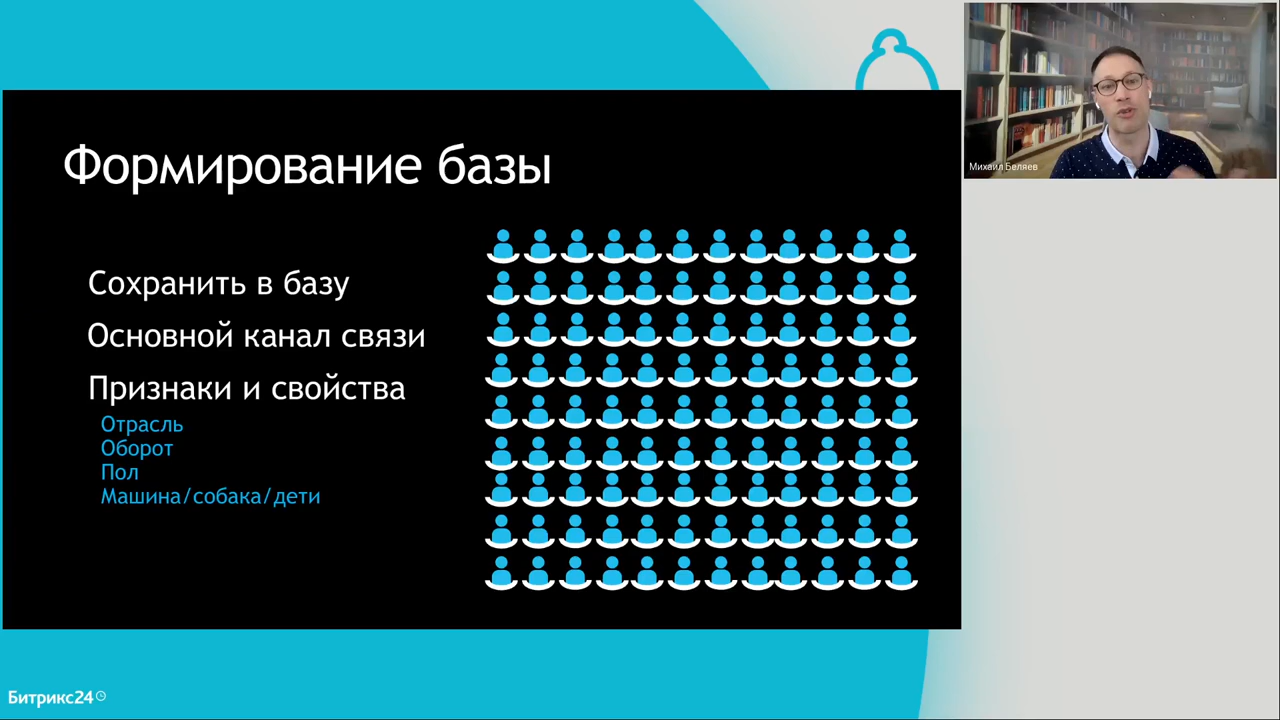 Формирование базы
Сохранить в базу
Основной канал связи
Признаки и свойства
Отрасль
Оборот
Пол
Машина/собака/дети
Михаил Беляев
Битрикс24